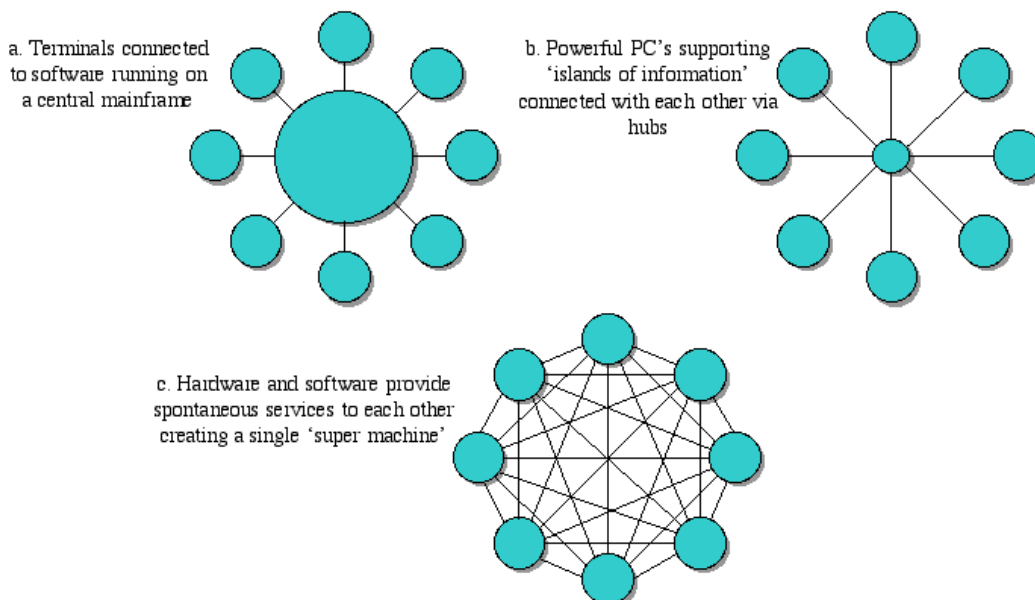 a. Terminals connected
to software running on
a central mainframe
b. Powerful PC's supporting
‘islands of information’
connected with each other via
hubs
c. Hardware and software provide
spontaneous services to each other
creating a single ‘super machine’